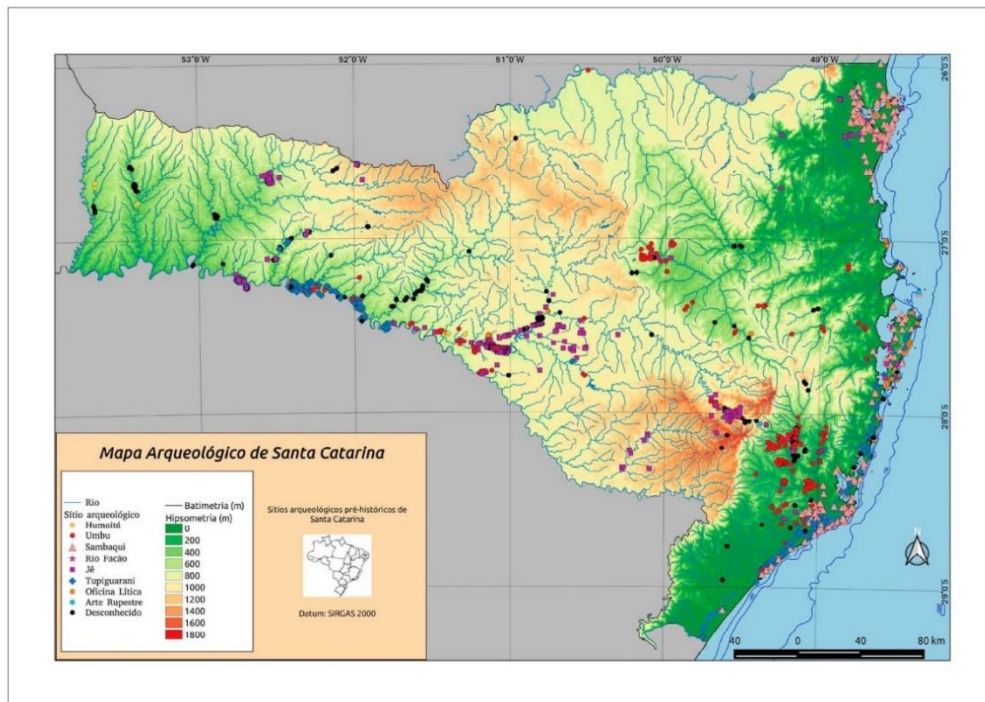 53°0'W 52°0'W 51°0'W 50°0'W 49°0'W
26°0'S
27°0'S
28°0'S
29°0'S
Mapa Arqueológico de Santa Catarina
Rio
Sítio arqueológico
Humaitá
Umbu
Sambaqui
Rio Facão
Jê
Tupiguarani
Oficina Lítica
Arte Rupestre
Desconhecido
Batimetria (m)
Hipsometria (m)
0
200
400
600
800
1000
1200
1400
1600
1800
Sítios arqueológicos pré-históricos de
Santa Catarina
Datum: SIRGAS 2000
40 0 40 80 km